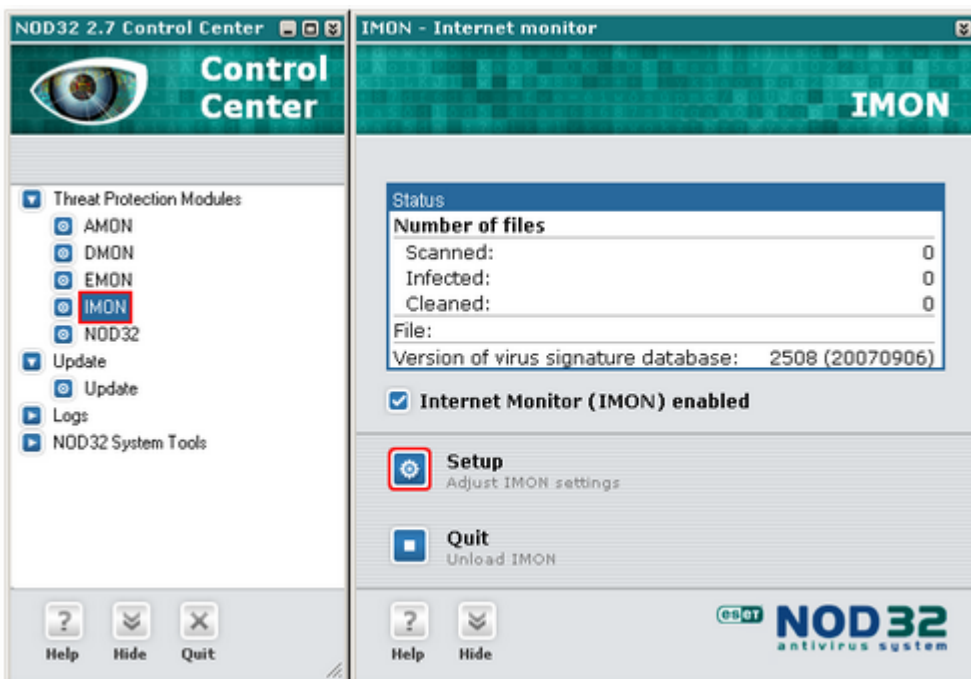 NOD32 2.7 Control Center
Control
Center
Threat Protection Modules
AMON
DMON
EMON
IMON
NOD32
Update
Update
Logs
NOD32 System Tools
Help
Hide
Quit
IMON - Internet monitor
IMON
Status
Number of files
Scanned: 0
Infected: 0
Cleaned: 0
File:
Version of virus signature database: 2508 (20070906)
Internet Monitor (IMON) enabled
Setup
Adjust IMON settings
Quit
Unload IMON
Help
Hide
eset NOD32
antivirus system